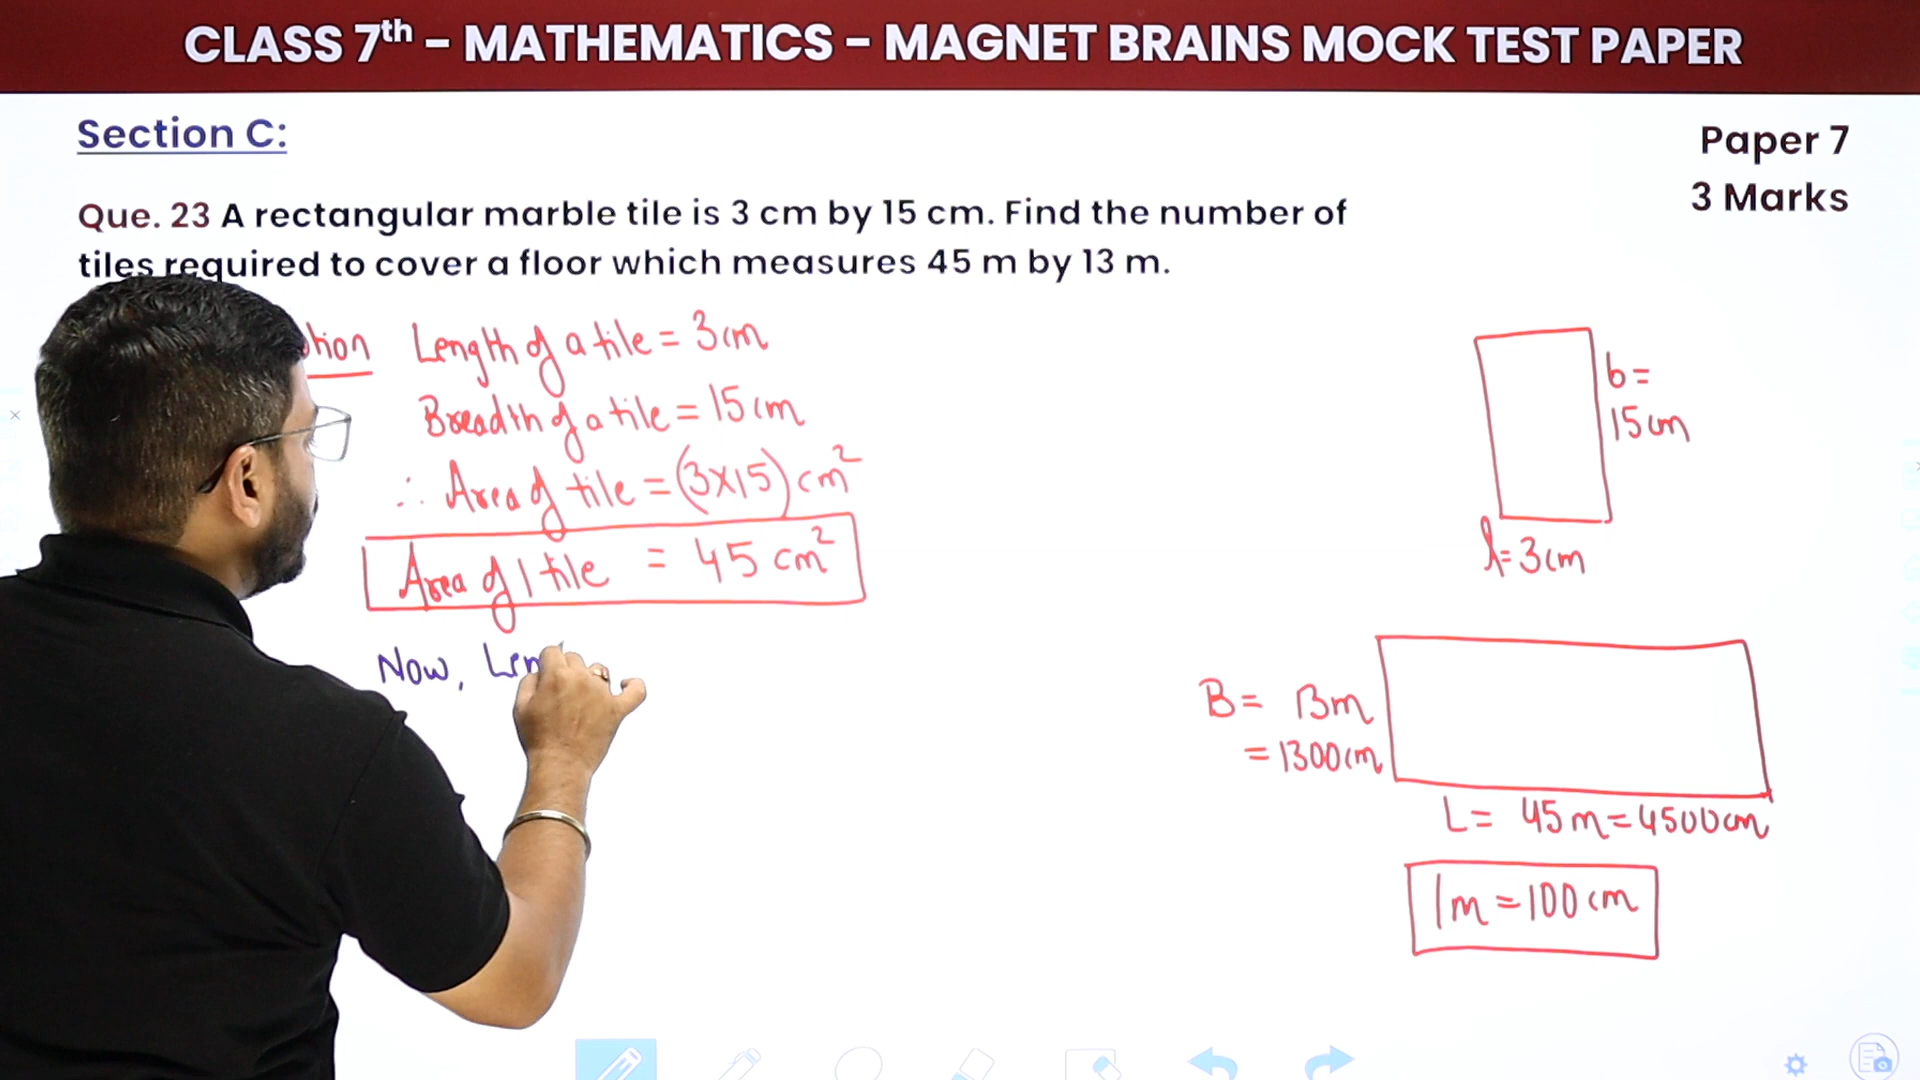 CLASS 7th - MATHEMATICS - MAGNET BRAINS MOCK TEST PAPER
Section C:
Paper 7
3 Marks
Que. 23 A rectangular marble tile is 3 cm by 15 cm. Find the number of
tiles required to cover a floor which measures 45 m by 13 m.
Length of a tile = 3cm
Breadth of a tile = 15cm
∴ Area of tile = (3×15) cm²
Area of 1 tile = 45 cm²
Now,
b =
15cm
l = 3cm
B = 13m
= 1300cm
L = 45m = 4500cm
1m = 100cm